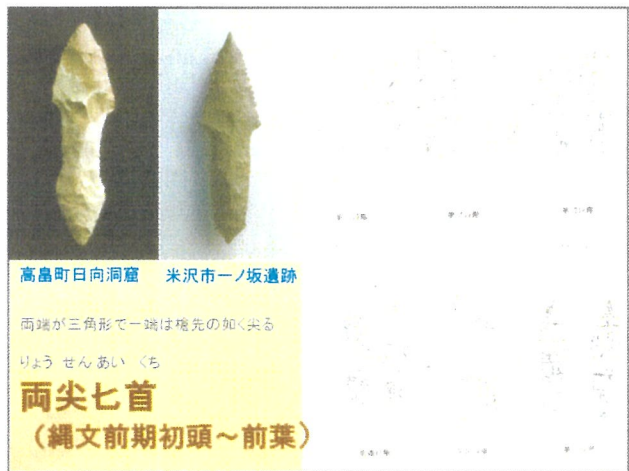 高畠町日向洞窟 米沢市一ノ坂遺跡
両端が三角形で一端は槍先の如く尖る
りょう せん あい くち
両尖匕首
(縄文前期初頭～前葉)